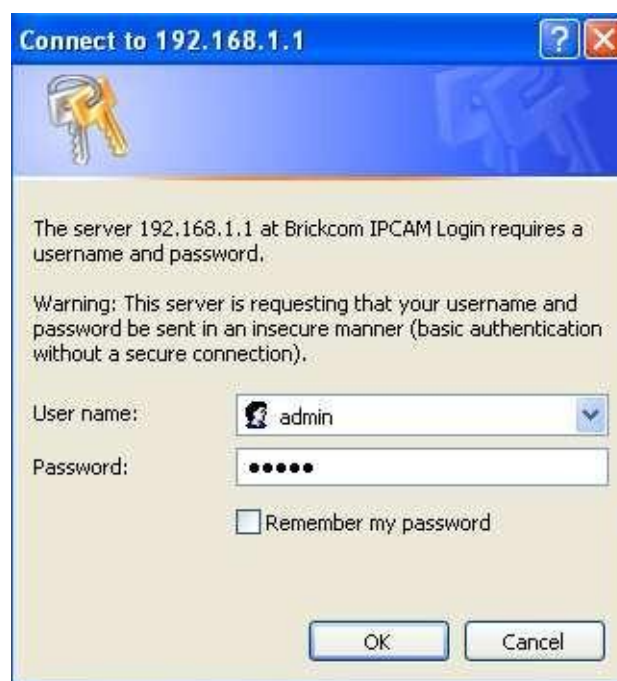 Connect to 192.168.1.1
The server 192.168.1.1 at Brickcom IPCAM Login requires a
username and password.
Warning: This server is requesting that your username and
password be sent in an insecure manner (basic authentication
without a secure connection).
User name:
admin
Password:
•••••
Remember my password
OK
Cancel